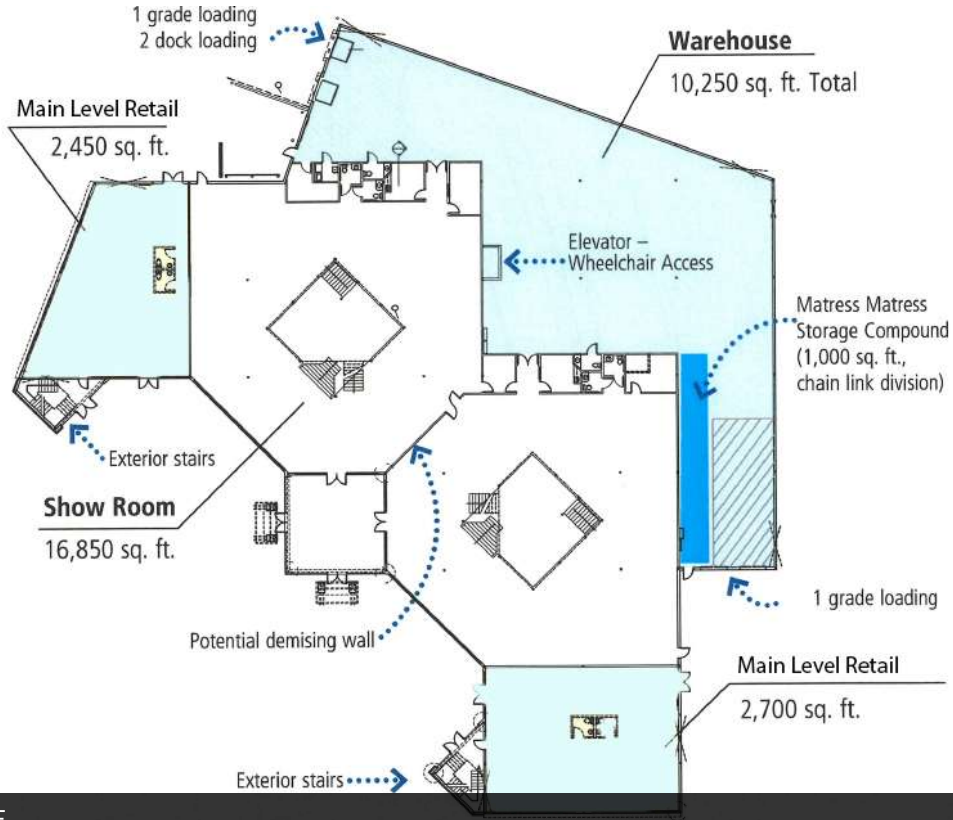 1 grade loading
2 dock loading
Warehouse
10,250 sq. ft. Total
Main Level Retail
2,450 sq. ft.
Elevator –
Wheelchair Access
Matress Matress
Storage Compound
(1,000 sq. ft.,
chain link division)
Exterior stairs
Show Room
16,850 sq. ft.
1 grade loading
Potential demising wall
Main Level Retail
2,700 sq. ft.
Exterior stairs